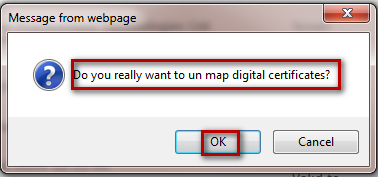 Message from webpage
Do you really want to un map digital certificates?
OK
Cancel